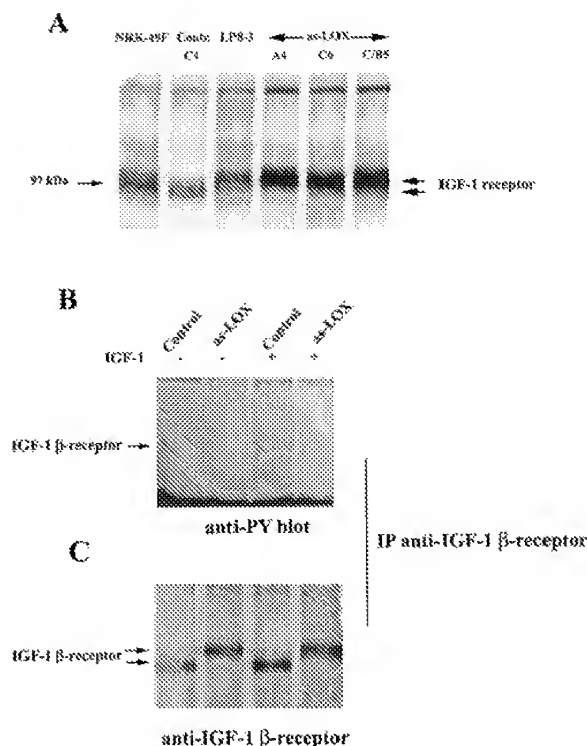 A
NRK-49F Contr. LP8-3 as-LOX
C4 A4 C6 C/B5
97 kDa IGF-1 receptor
B
Control as-LOX Control as-LOX
IGF-1 - - + +
IGF-1 β-receptor
anti-PY blot
IP anti-IGF-1 β-receptor
C
IGF-1 β-receptor
anti-IGF-1 β-receptor